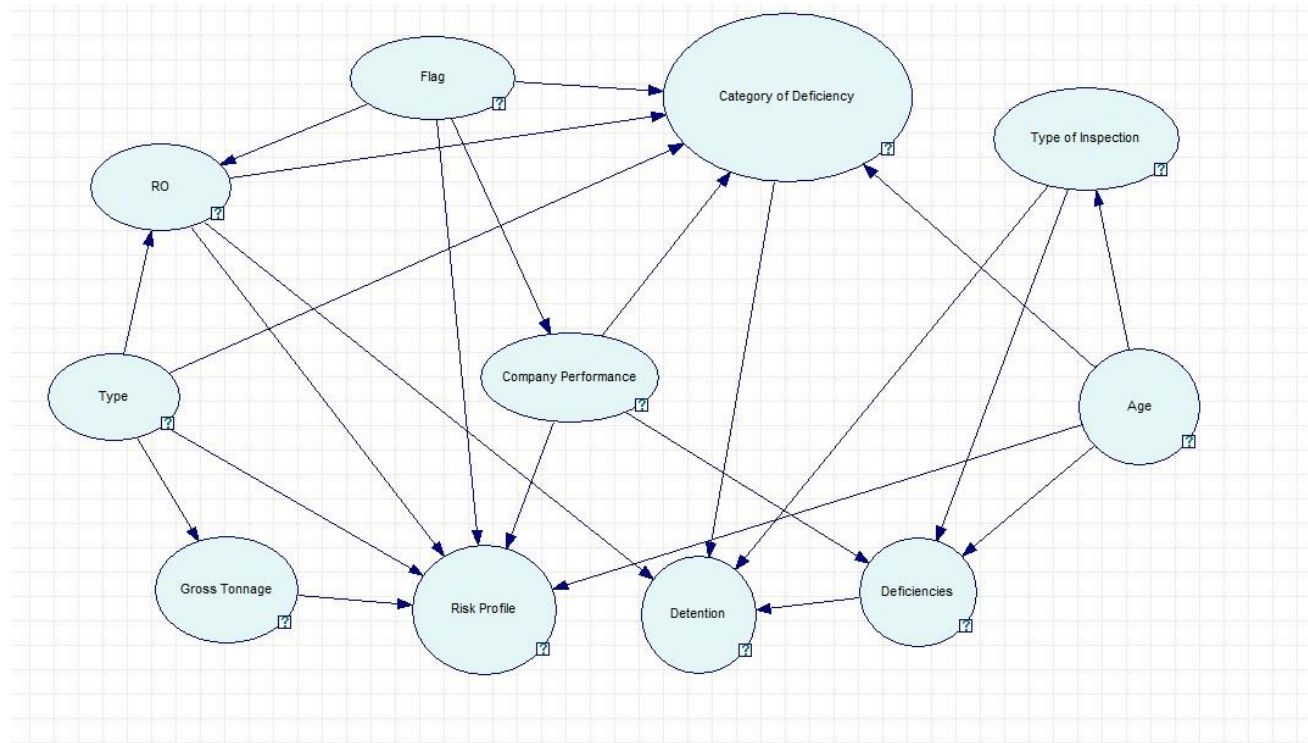 Flag
?
Category of Deficiency
?
Type of Inspection
?
RO
?
Company Performance
?
Type
?
Age
?
Gross Tonnage
?
Risk Profile
?
Detention
?
Deficiencies
?